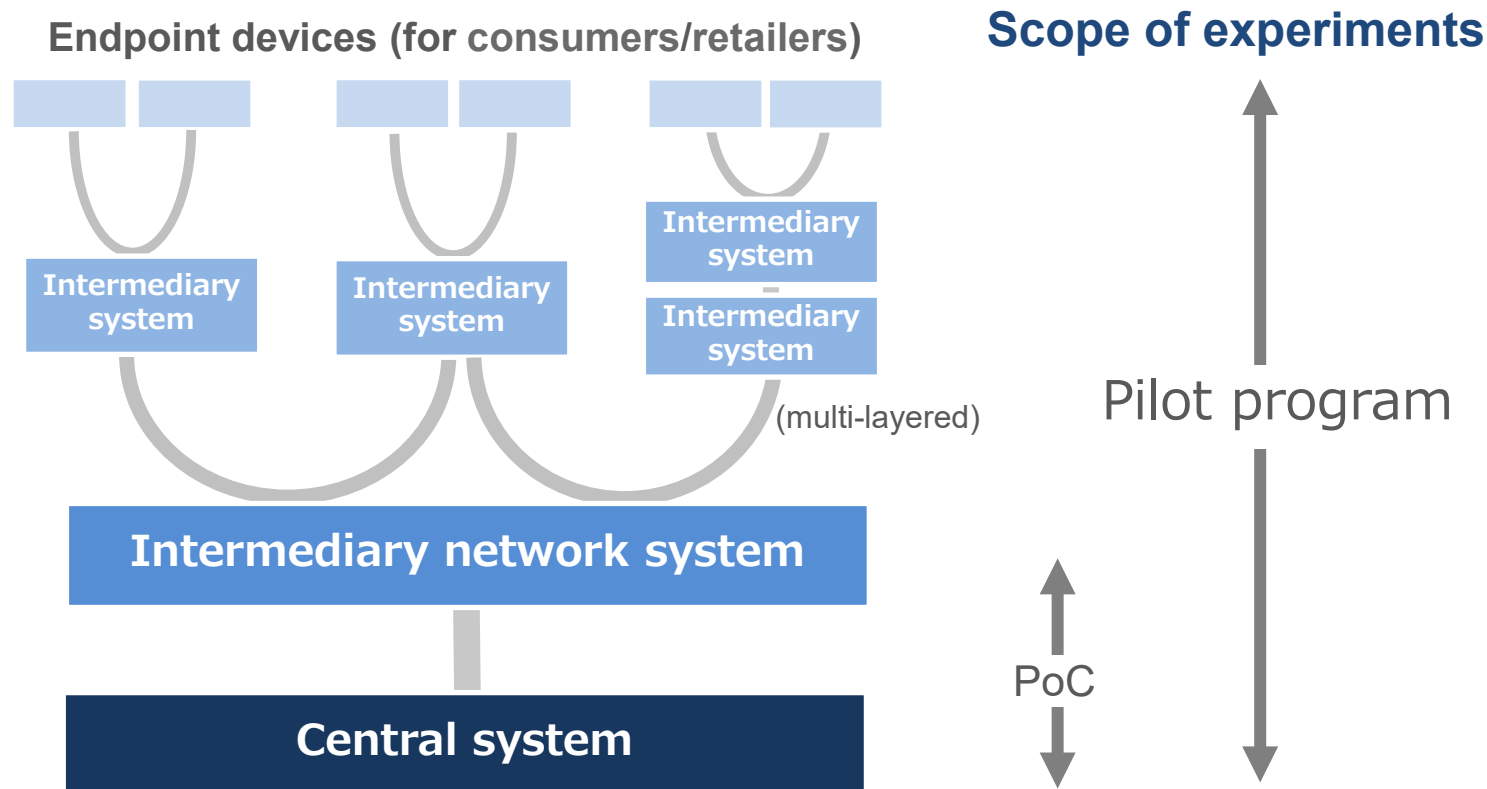 Endpoint devices (for consumers/retailers)
Scope of experiments
Intermediary
system
Intermediary
system
Intermediary
system
Intermediary
system
(multi-layered)
Pilot program
Intermediary network system
PoC
Central system